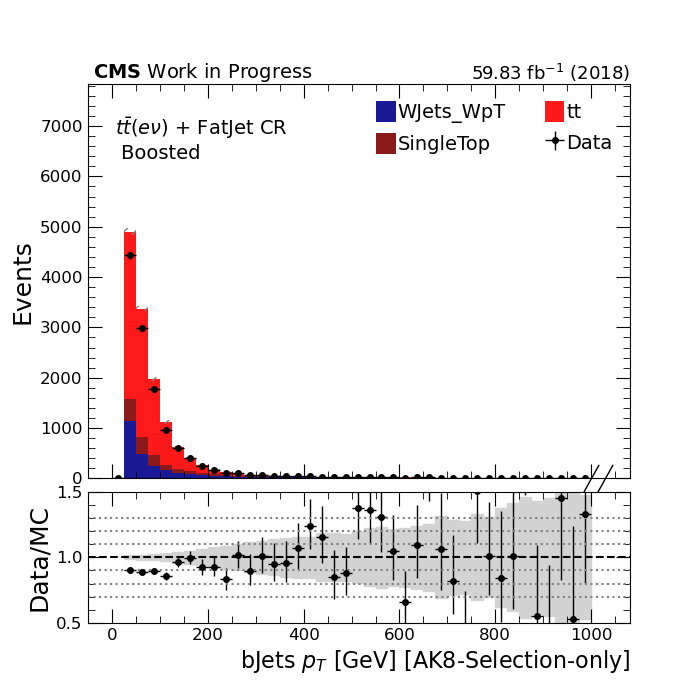 CMS Work in Progress 59.83 fb⁻¹ (2018)
tt̄(eν) + FatJet CR
Boosted
WJets_WpT
tt
SingleTop
Data
Events
7000
6000
5000
4000
3000
2000
1000
0
Data/MC
1.5
1.0
0.5
0 200 400 600 800 1000
bJets p_T [GeV] [AK8-Selection-only]